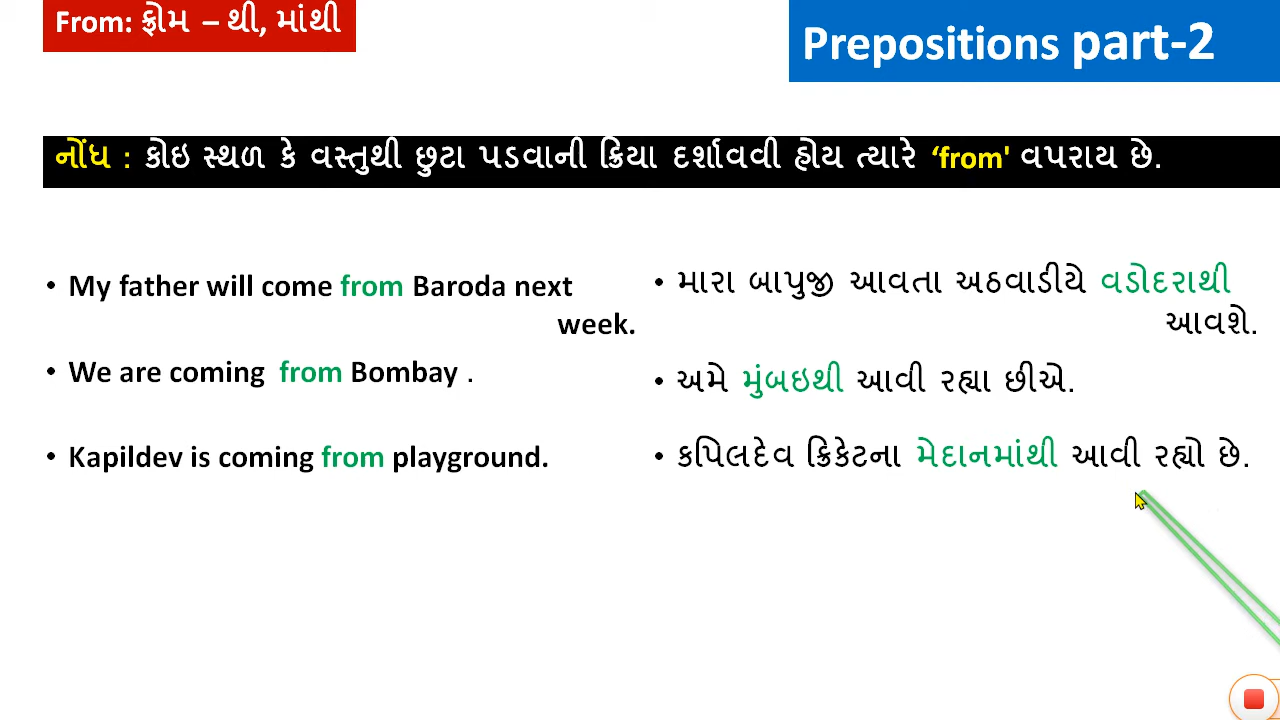 From: ફ્રોમ – થી, માંથી
Prepositions part-2
નોંધ : કોઇ સ્થળ કે વસ્તુથી છુટા પડવાની ક્રિયા દર્શાવવી હોય ત્યારે ‘from' વપરાય છે.
• My father will come from Baroda next
week.
• We are coming from Bombay .
• Kapildev is coming from playground.
• મારા બાપુજી આવતા અઠવાડીયે વડોદરાથી
આવશે.
• અમે મુંબઇથી આવી રહ્યા છીએ.
• કપિલદેવ ક્રિકેટના મેદાનમાંથી આવી રહ્યો છે.